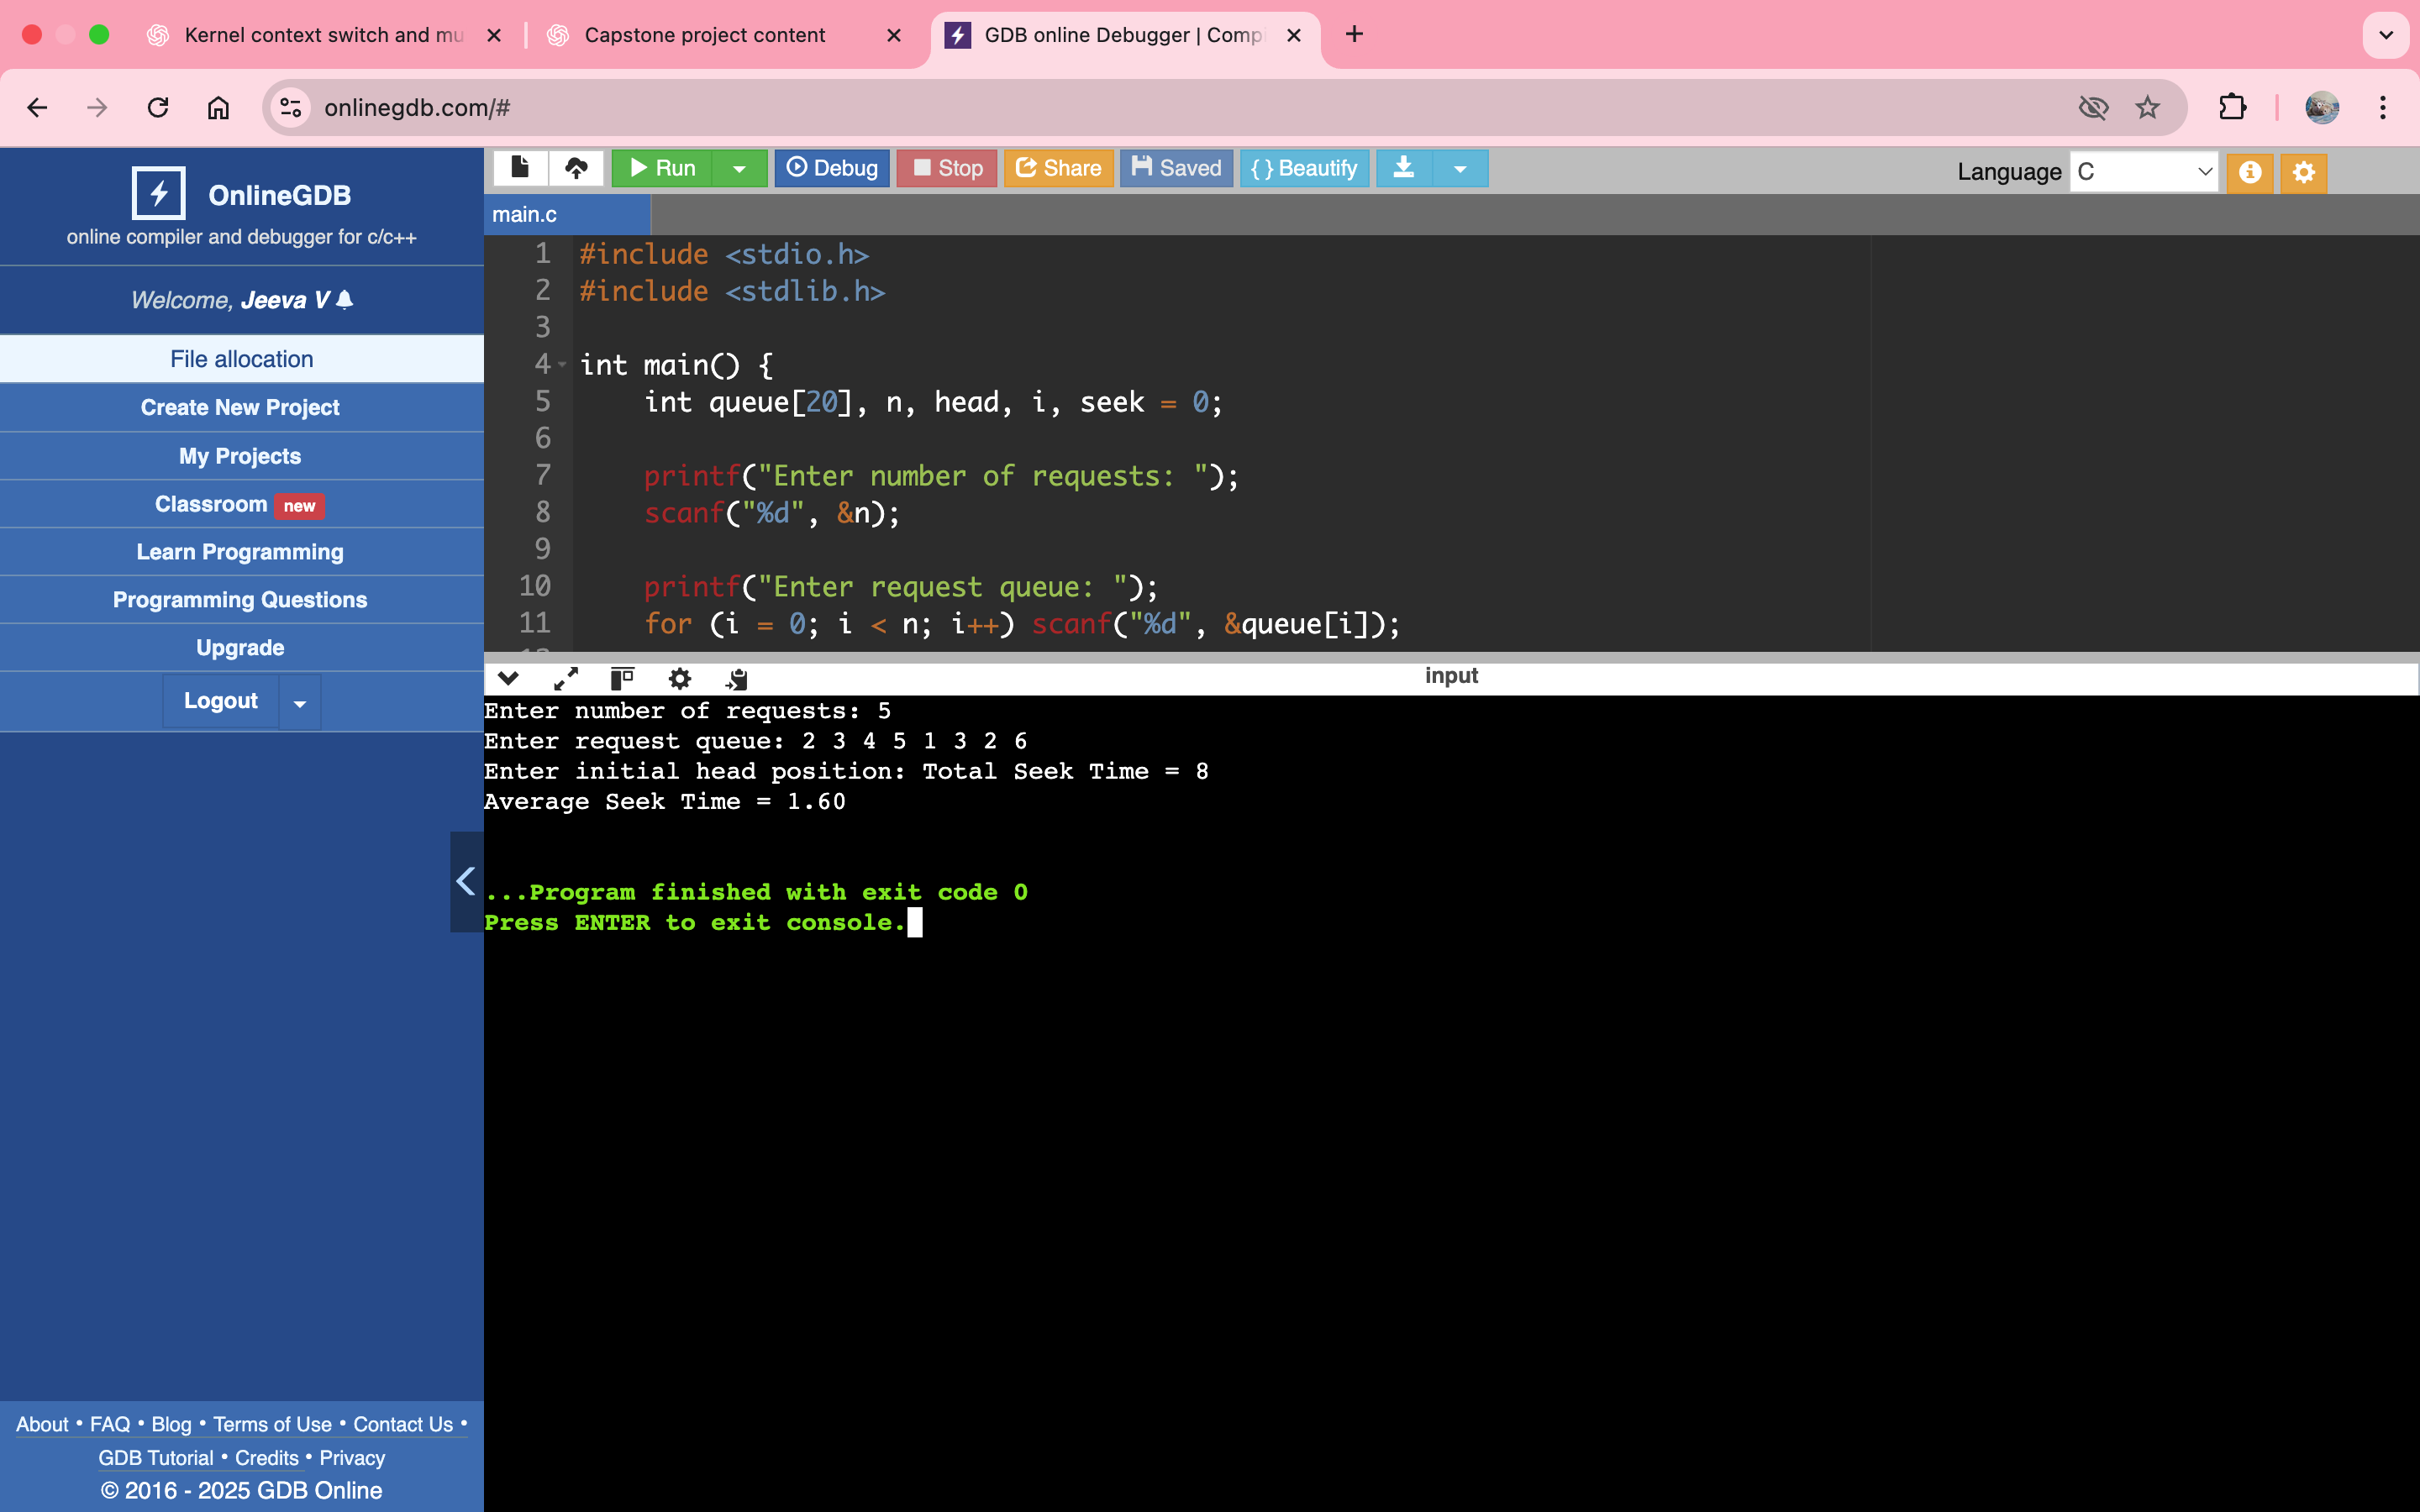 Kernel context switch and mu
Capstone project content
GDB online Debugger | Comp
onlinegdb.com/#
OnlineGDB
online compiler and debugger for c/c++
Welcome, Jeeva V
File allocation
Create New Project
My Projects
Classroom new
Learn Programming
Programming Questions
Upgrade
Logout
Run
Debug
Stop
Share
Saved
{ } Beautify
Language C
main.c
1 #include <stdio.h>
2 #include <stdlib.h>
3
4 int main() {
5 int queue[20], n, head, i, seek = 0;
6
7 printf("Enter number of requests: ");
8 scanf("%d", &n);
9
10 printf("Enter request queue: ");
11 for (i = 0; i < n; i++) scanf("%d", &queue[i]);
input
Enter number of requests: 5
Enter request queue: 2 3 4 5 1 3 2 6
Enter initial head position: Total Seek Time = 8
Average Seek Time = 1.60
...Program finished with exit code 0
Press ENTER to exit console.
About • FAQ • Blog • Terms of Use • Contact Us •
GDB Tutorial • Credits • Privacy
© 2016 - 2025 GDB Online